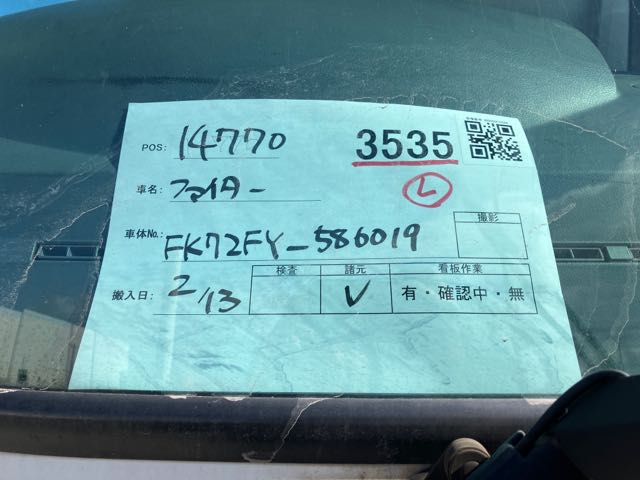 POS: 14770
3535
車名: ファイター
L
車体No.: FK72FY-586019
撮影
搬入日: 2/13
検査 諸元 看板作業
V 有・確認中・無